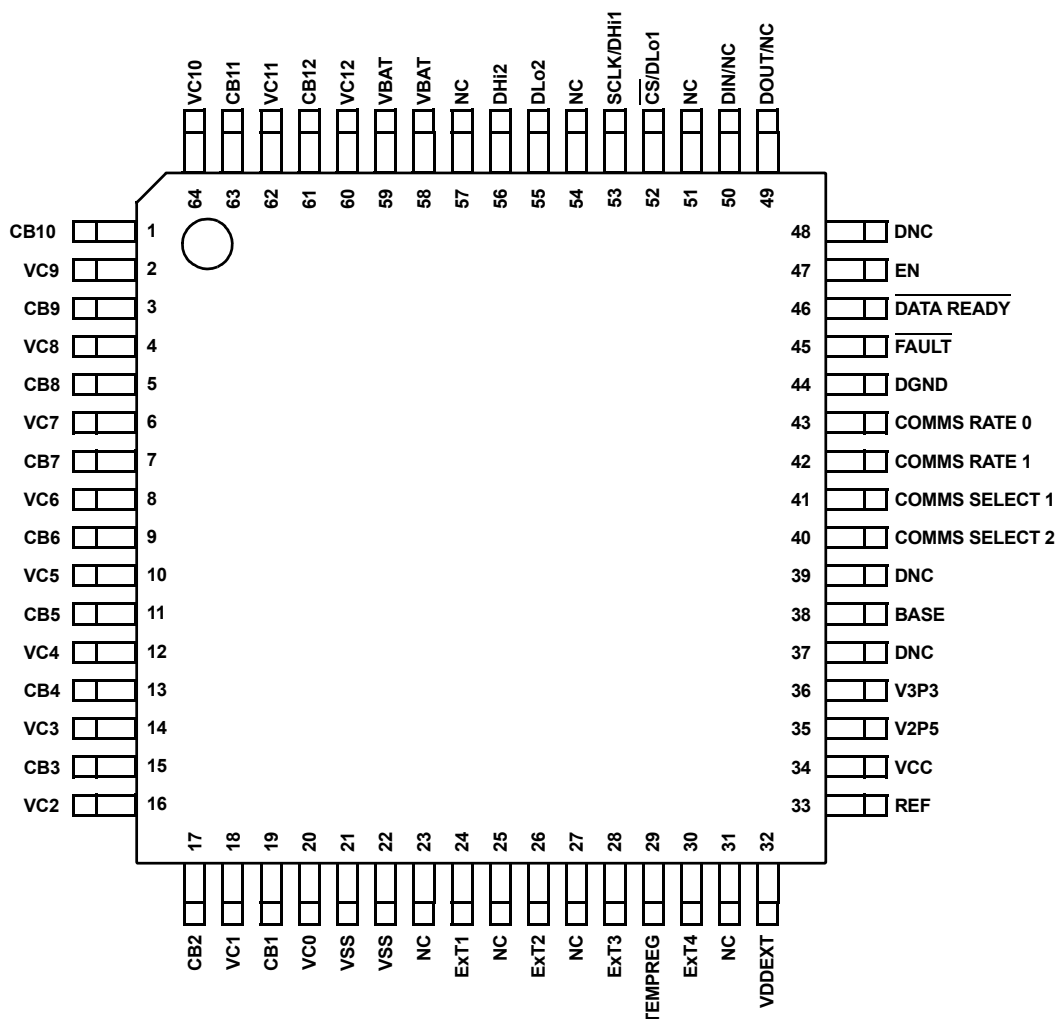 VC10 CB11 VC11 CB12 VC12 VBAT VBAT NC DHi2 DLo2 NC SCLK/DHi1 CS/DLo1 NC DIN/NC DOUT/NC
64 63 62 61 60 59 58 57 56 55 54 53 52 51 50 49
CB10 1 48 DNC
VC9 2 47 EN
CB9 3 46 DATA READY
VC8 4 45 FAULT
CB8 5 44 DGND
VC7 6 43 COMMS RATE 0
CB7 7 42 COMMS RATE 1
VC6 8 41 COMMS SELECT 1
CB6 9 40 COMMS SELECT 2
VC5 10 39 DNC
CB5 11 38 BASE
VC4 12 37 DNC
CB4 13 36 V3P3
VC3 14 35 V2P5
CB3 15 34 VCC
VC2 16 33 REF
17 18 19 20 21 22 23 24 25 26 27 28 29 30 31 32
CB2 VC1 CB1 VC0 VSS VSS NC ExT1 NC ExT2 NC ExT3 TEMPREG ExT4 NC VDDEXT